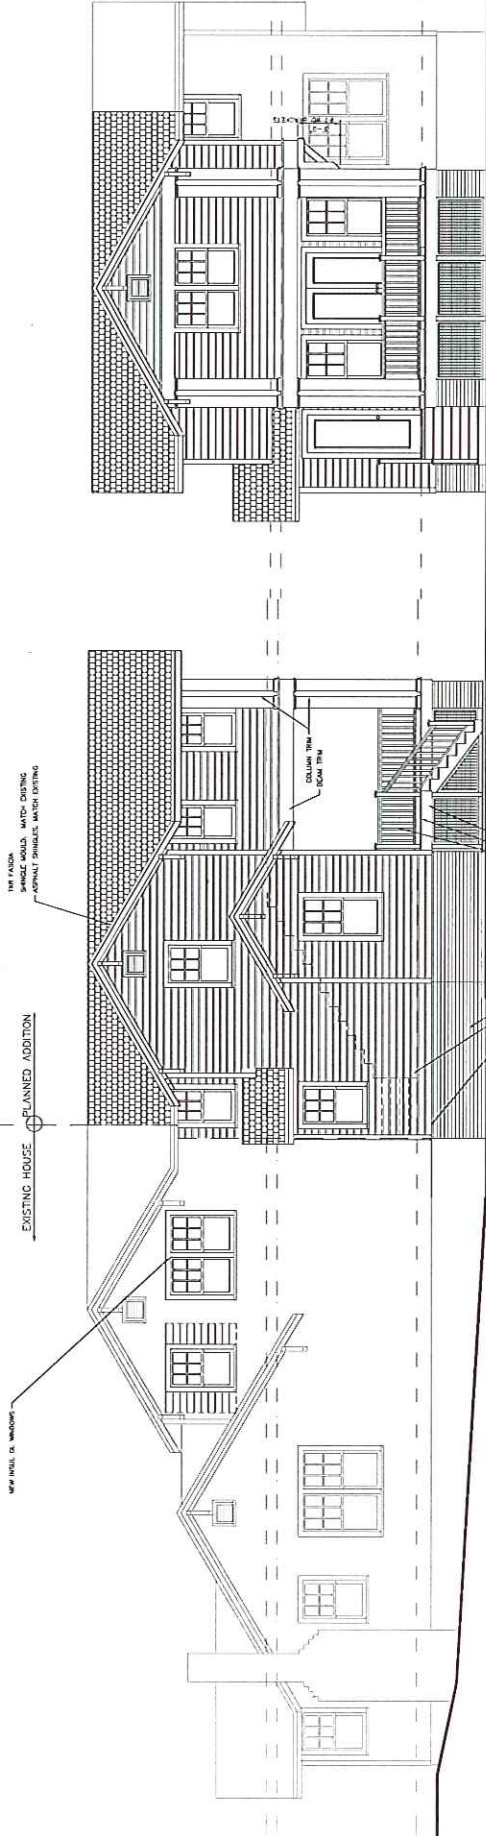 TRIM FASCIA
SHINGLE MOULD, MATCH EXISTING
ASPHALT SHINGLES, MATCH EXISTING
EXISTING HOUSE
PLANNED ADDITION
NEW INSUL. DL WINDOWS
COLUMN TRIM
BEAM TRIM